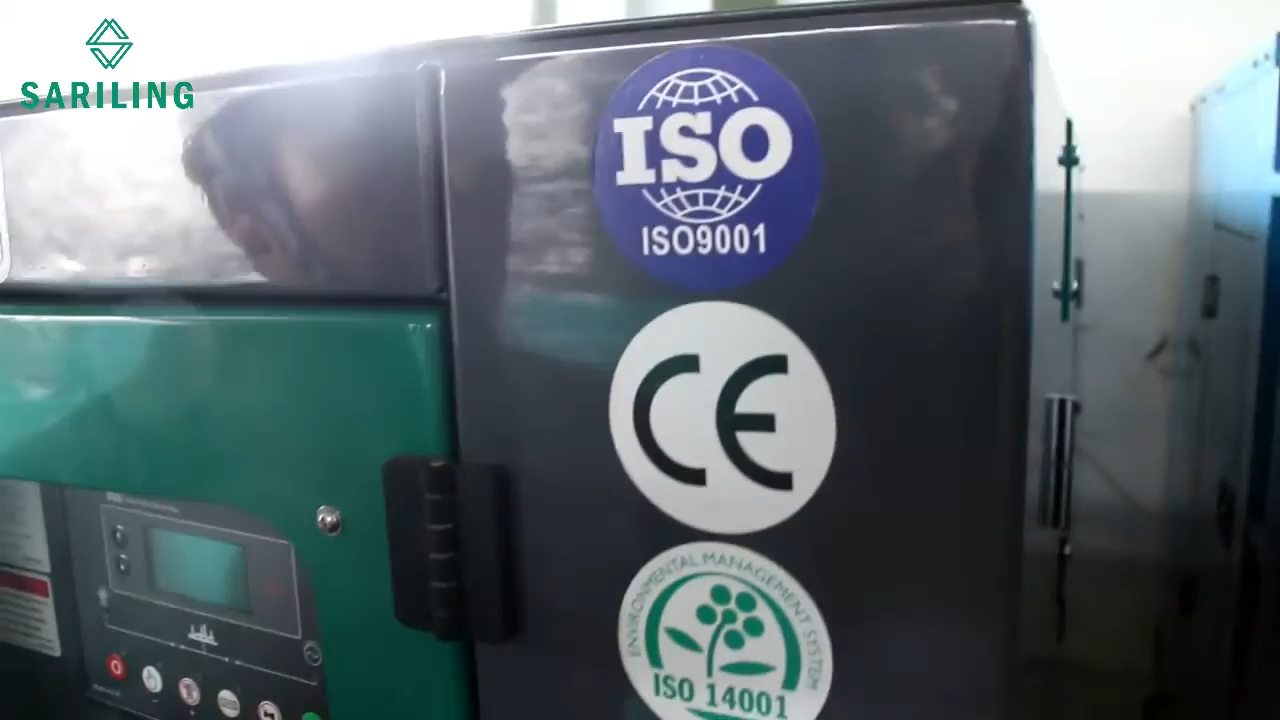 SARILING
ISO
ISO9001
CE
ENVIRONMENTAL MANAGEMENT SYSTEM
ISO 14001